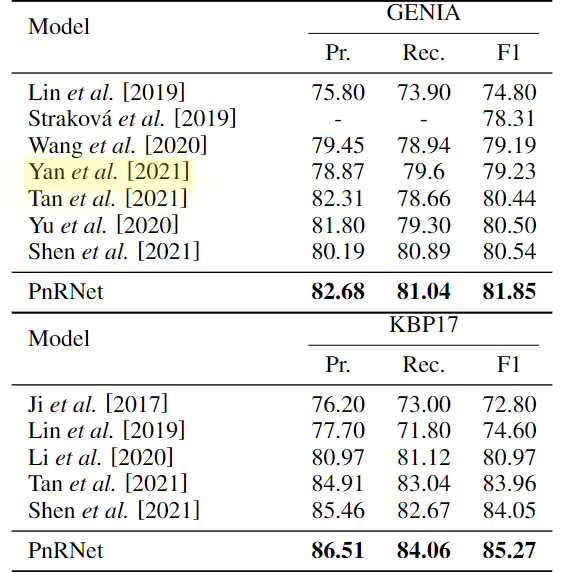 Model GENIA
Pr. Rec. F1
Lin et al. [2019] 75.80 73.90 74.80
Straková et al. [2019] - - 78.31
Wang et al. [2020] 79.45 78.94 79.19
Yan et al. [2021] 78.87 79.6 79.23
Tan et al. [2021] 82.31 78.66 80.44
Yu et al. [2020] 81.80 79.30 80.50
Shen et al. [2021] 80.19 80.89 80.54
PnRNet 82.68 81.04 81.85
Model KBP17
Pr. Rec. F1
Ji et al. [2017] 76.20 73.00 72.80
Lin et al. [2019] 77.70 71.80 74.60
Li et al. [2020] 80.97 81.12 80.97
Tan et al. [2021] 84.91 83.04 83.96
Shen et al. [2021] 85.46 82.67 84.05
PnRNet 86.51 84.06 85.27